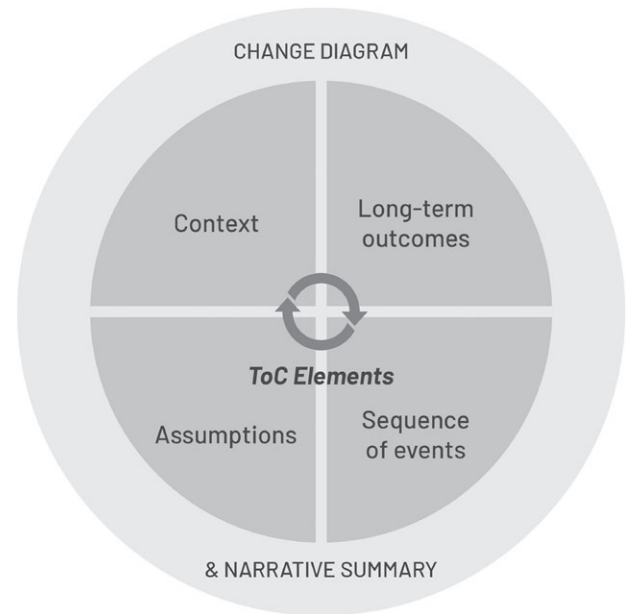 CHANGE DIAGRAM
Context
Long-term
outcomes
ToC Elements
Assumptions
Sequence
of events
& NARRATIVE SUMMARY